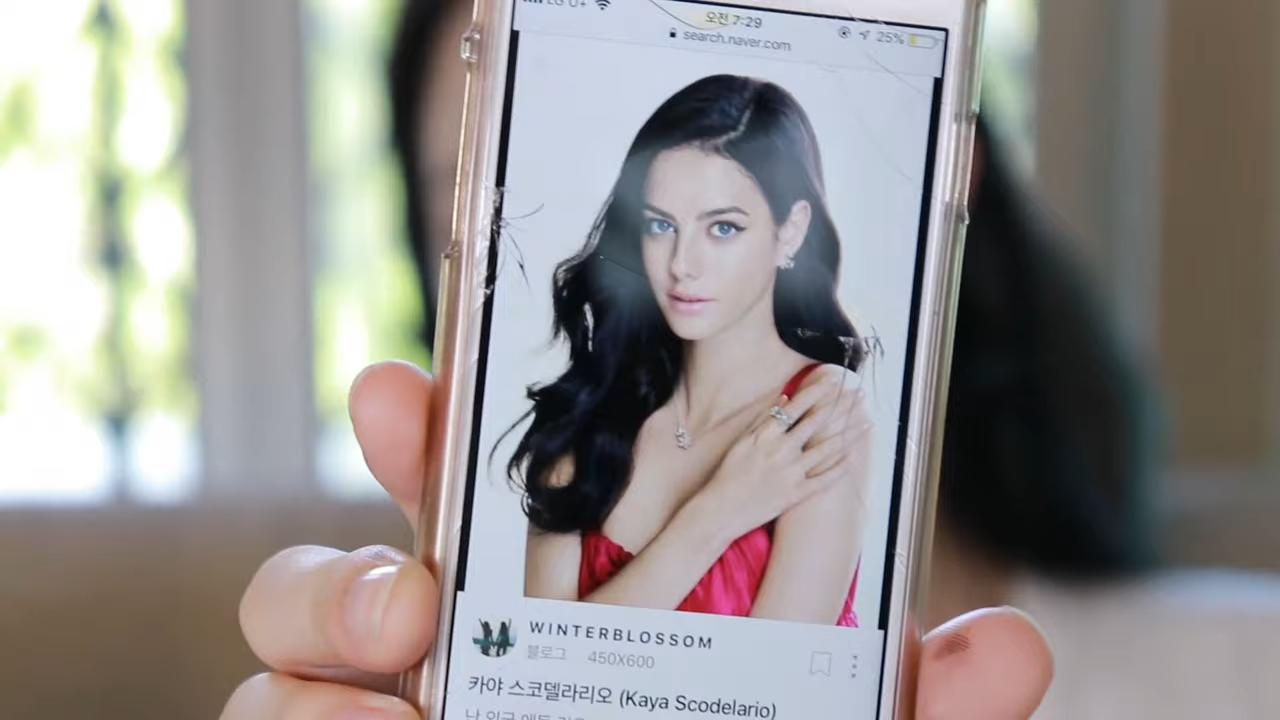 LG U+ 오전 7:29 25%
search.naver.com
WINTERBLOSSOM
블로그 450X600
카야 스코델라리오 (Kaya Scodelario)